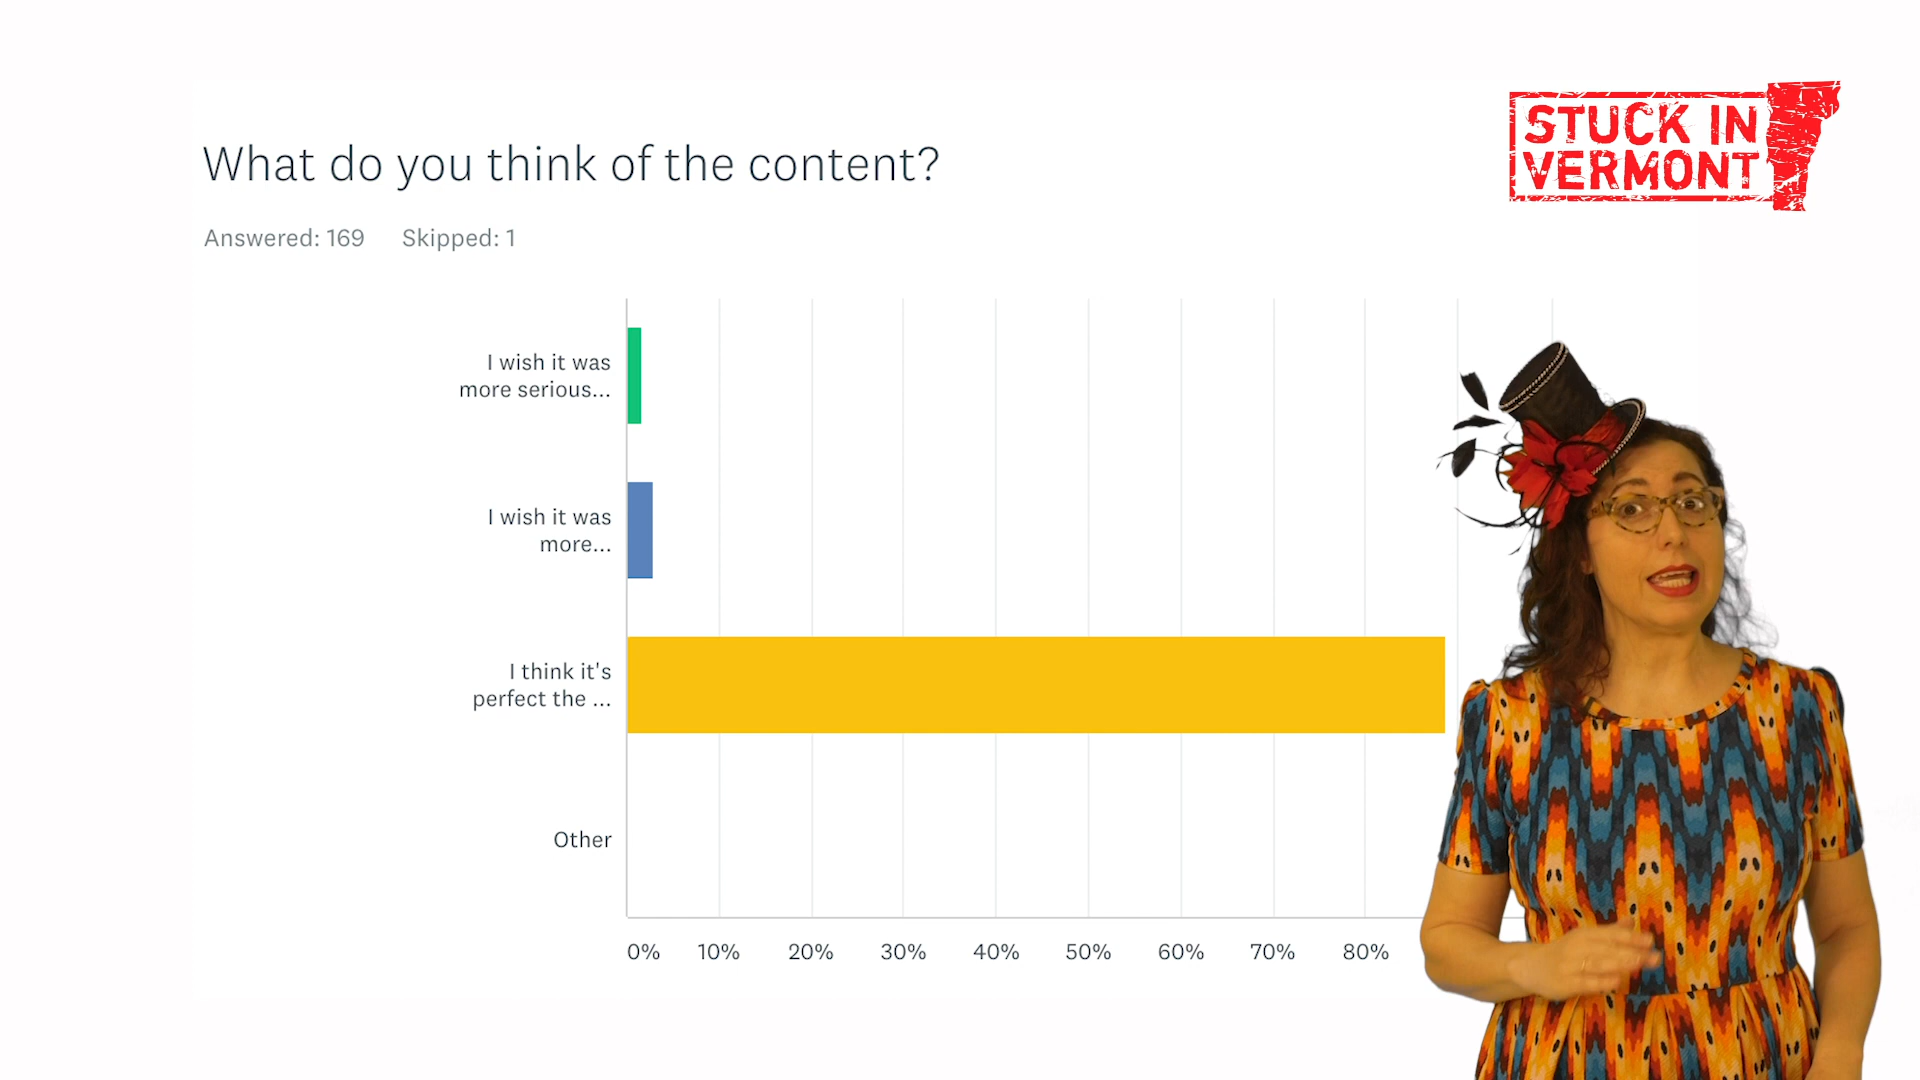 STUCK IN
VERMONT
What do you think of the content?
Answered: 169 Skipped: 1
I wish it was
more serious...
I wish it was
more...
I think it's
perfect the ...
Other
0% 10% 20% 30% 40% 50% 60% 70% 80%